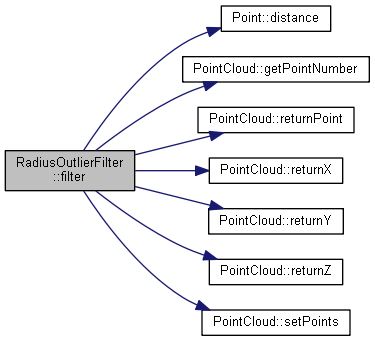 Point::distance
PointCloud::getPointNumber
PointCloud::returnPoint
RadiusOutlierFilter
::filter
PointCloud::returnX
PointCloud::returnY
PointCloud::returnZ
PointCloud::setPoints